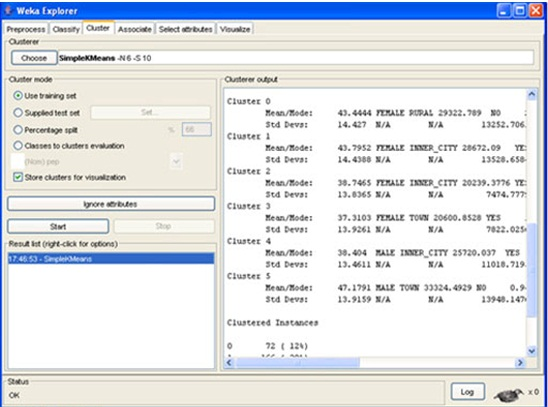 Weka Explorer
Preprocess Classify Cluster Associate Select attributes Visualize
Clusterer
Choose SimpleKMeans -N 6 -S 10
Cluster mode
Use training set
Supplied test set Set...
Percentage split % 66
Classes to clusters evaluation
(Nom) pep
Store clusters for visualization
Ignore attributes
Start Stop
Result list (right-click for options)
17:46:53 - SimpleKMeans
Clusterer output
Cluster 0
Mean/Mode: 43.4444 FEMALE RURAL 29322.789 NO
Std Devs: 14.427 N/A N/A 13252.706
Cluster 1
Mean/Mode: 43.7952 FEMALE INNER_CITY 28672.09 YE
Std Devs: 14.4388 N/A N/A 13528.658
Cluster 2
Mean/Mode: 38.7465 FEMALE INNER_CITY 20239.3776 YE
Std Devs: 13.8365 N/A N/A 7474.777
Cluster 3
Mean/Mode: 37.3103 FEMALE TOWN 20600.8528 YES
Std Devs: 13.9261 N/A N/A 7822.025
Cluster 4
Mean/Mode: 38.404 MALE INNER_CITY 25720.037 YES
Std Devs: 13.4611 N/A N/A 11018.719
Cluster 5
Mean/Mode: 47.1791 MALE TOWN 33324.4929 NO 0.9
Std Devs: 13.9159 N/A N/A 13948.147
Clustered Instances
0 72 ( 12%)
Status
OK
Log x 0